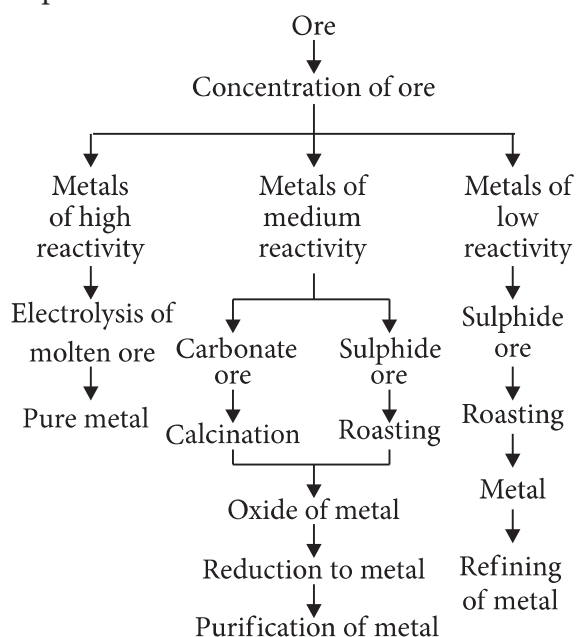 Ore
Concentration of ore
Metals
of high
reactivity
Electrolysis of
molten ore
Pure metal
Metals of
medium
reactivity
Carbonate
ore
Calcination
Sulphide
ore
Roasting
Oxide of metal
Reduction to metal
Purification of metal
Metals of
low
reactivity
Sulphide
ore
Roasting
Metal
Refining
of metal